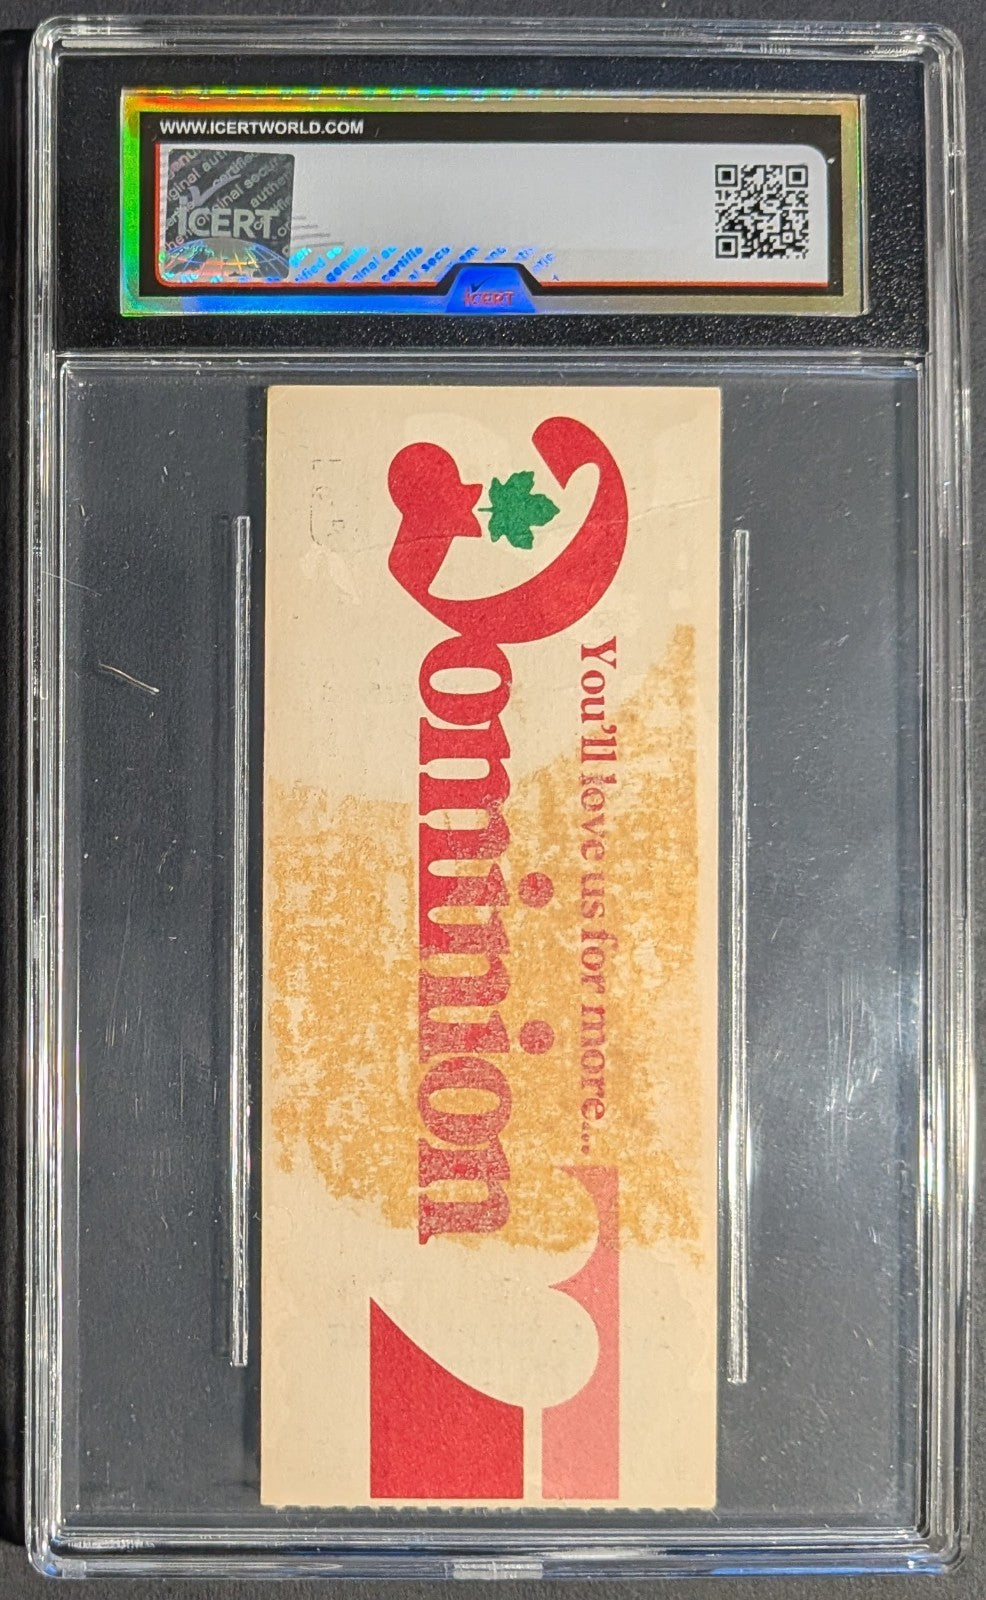 WWW.ICERTWORLD.COM
iCERT
iCERT
You'll love us for more...
Dominion